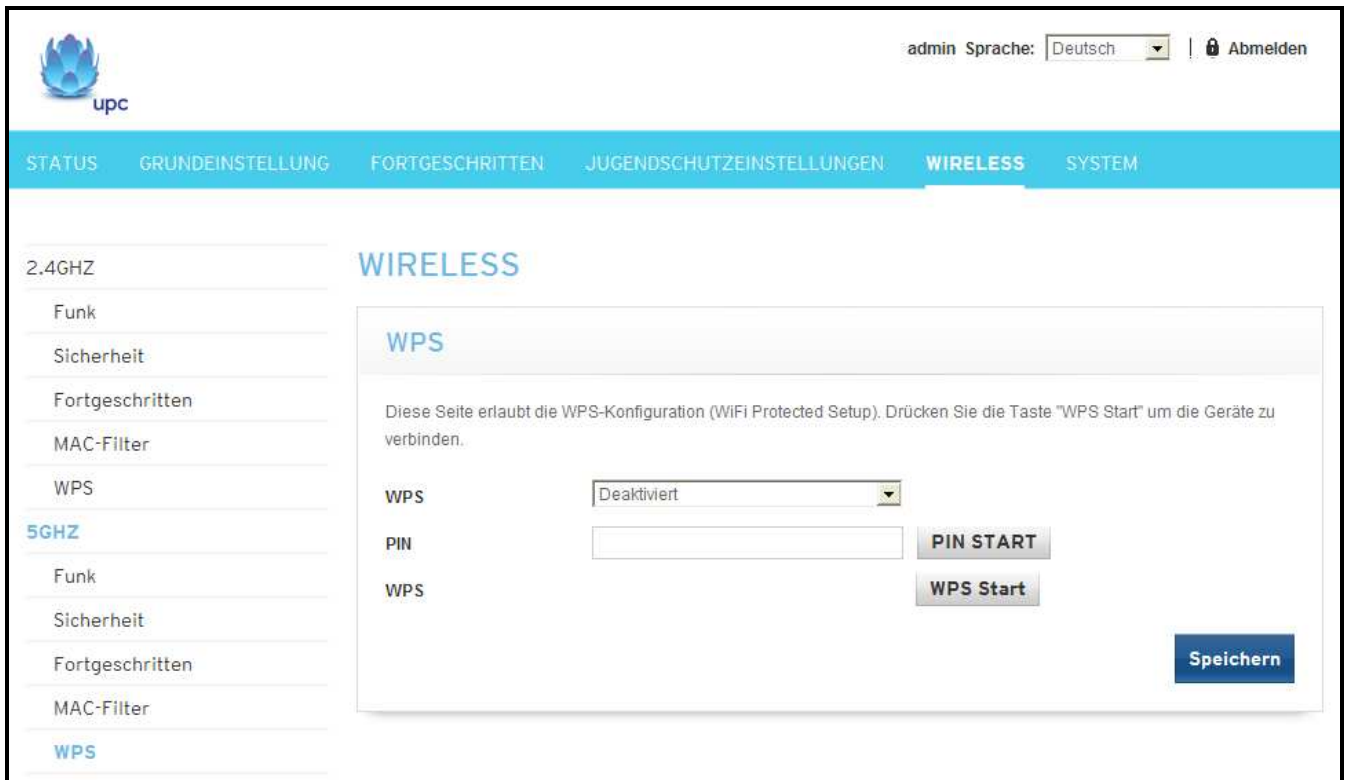 upc
admin Sprache: Deutsch | Abmelden
STATUS GRUNDEINSTELLUNG FORTGESCHRITTEN JUGENDSCHUTZEINSTELLUNGEN WIRELESS SYSTEM
2.4GHZ
Funk
Sicherheit
Fortgeschritten
MAC-Filter
WPS
5GHZ
Funk
Sicherheit
Fortgeschritten
MAC-Filter
WPS
WIRELESS
WPS
Diese Seite erlaubt die WPS-Konfiguration (WiFi Protected Setup). Drücken Sie die Taste "WPS Start" um die Geräte zu
verbinden.
WPS Deaktiviert
PIN PIN START
WPS WPS Start
Speichern